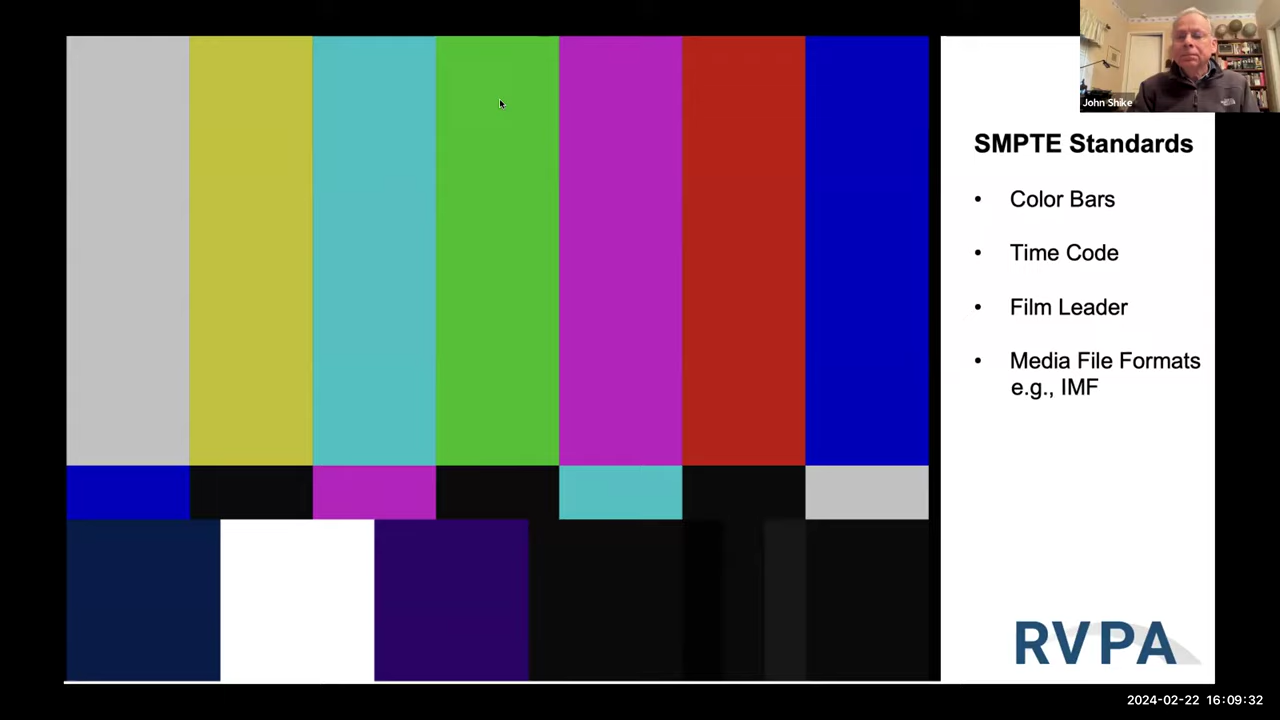 John Shike
SMPTE Standards
• Color Bars
• Time Code
• Film Leader
• Media File Formats
e.g., IMF
RVPA
2024-02-22 16:09:32